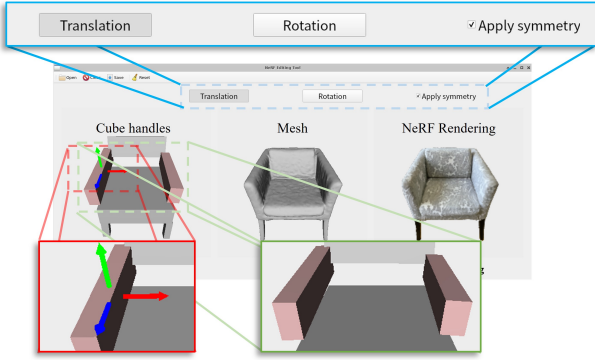 Translation Rotation Apply symmetry
NeRF Editing Tool
Open Save Reset
Translation Rotation Apply symmetry
Cube handles Mesh NeRF Rendering